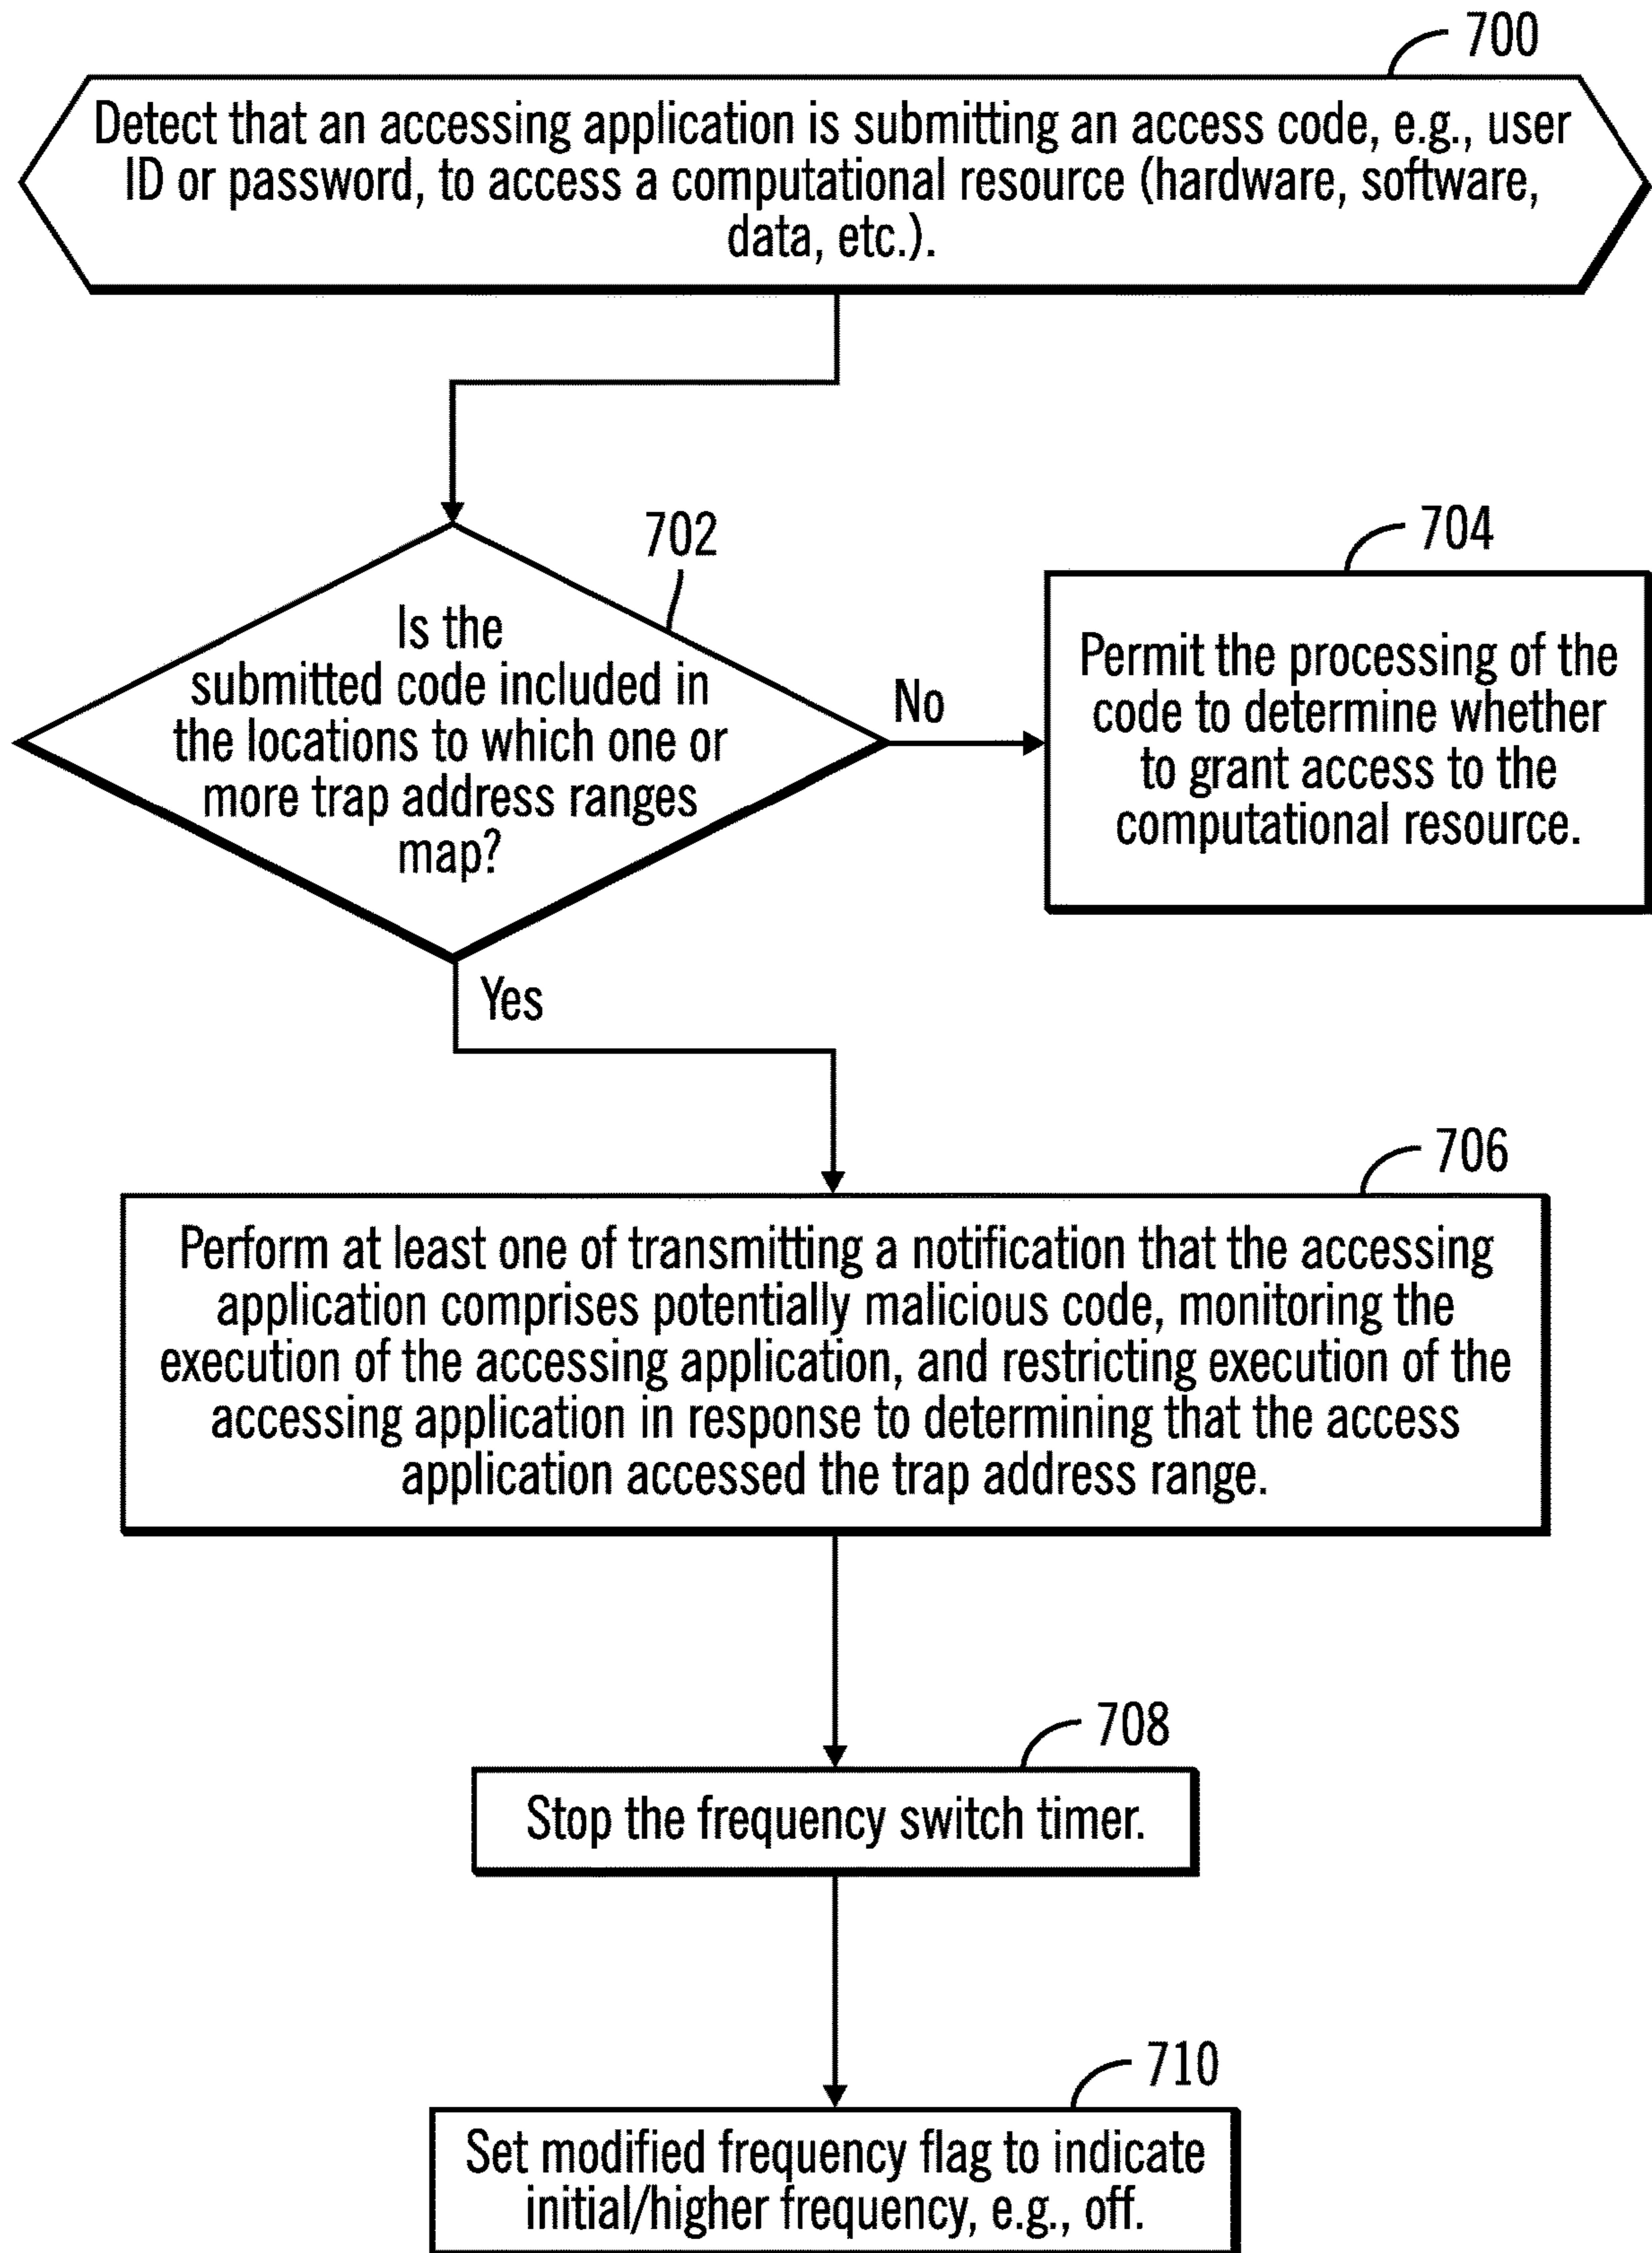 700
Detect that an accessing application is submitting an access code, e.g., user
ID or password, to access a computational resource (hardware, software,
data, etc.).
702
Is the
submitted code included in
the locations to which one or
more trap address ranges
map?
No
704
Permit the processing of the
code to determine whether
to grant access to the
computational resource.
Yes
706
Perform at least one of transmitting a notification that the accessing
application comprises potentially malicious code, monitoring the
execution of the accessing application, and restricting execution of the
accessing application in response to determining that the access
application accessed the trap address range.
708
Stop the frequency switch timer.
710
Set modified frequency flag to indicate
initial/higher frequency, e.g., off.